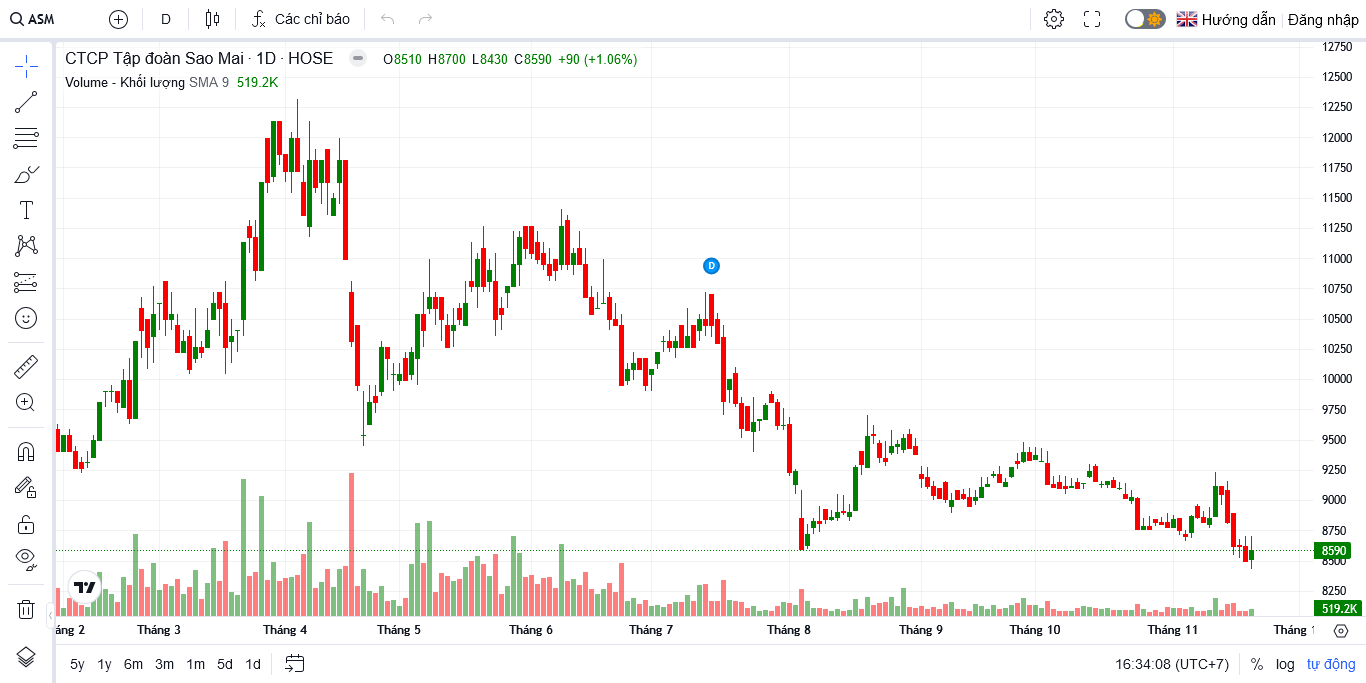 ASM D Các chỉ báo Hướng dẫn Đăng nhập
CTCP Tập đoàn Sao Mai · 1D · HOSE O8510 H8700 L8430 C8590 +90 (+1.06%)
Volume - Khối lượng SMA 9 519.2K
D
12750
12500
12250
12000
11750
11500
11250
11000
10750
10500
10250
10000
9750
9500
9250
9000
8750
8590
8500
8250
519.2K
áng 2 Tháng 3 Tháng 4 Tháng 5 Tháng 6 Tháng 7 Tháng 8 Tháng 9 Tháng 10 Tháng 11 Tháng 1
5y 1y 6m 3m 1m 5d 1d 16:34:08 (UTC+7) % log tự động